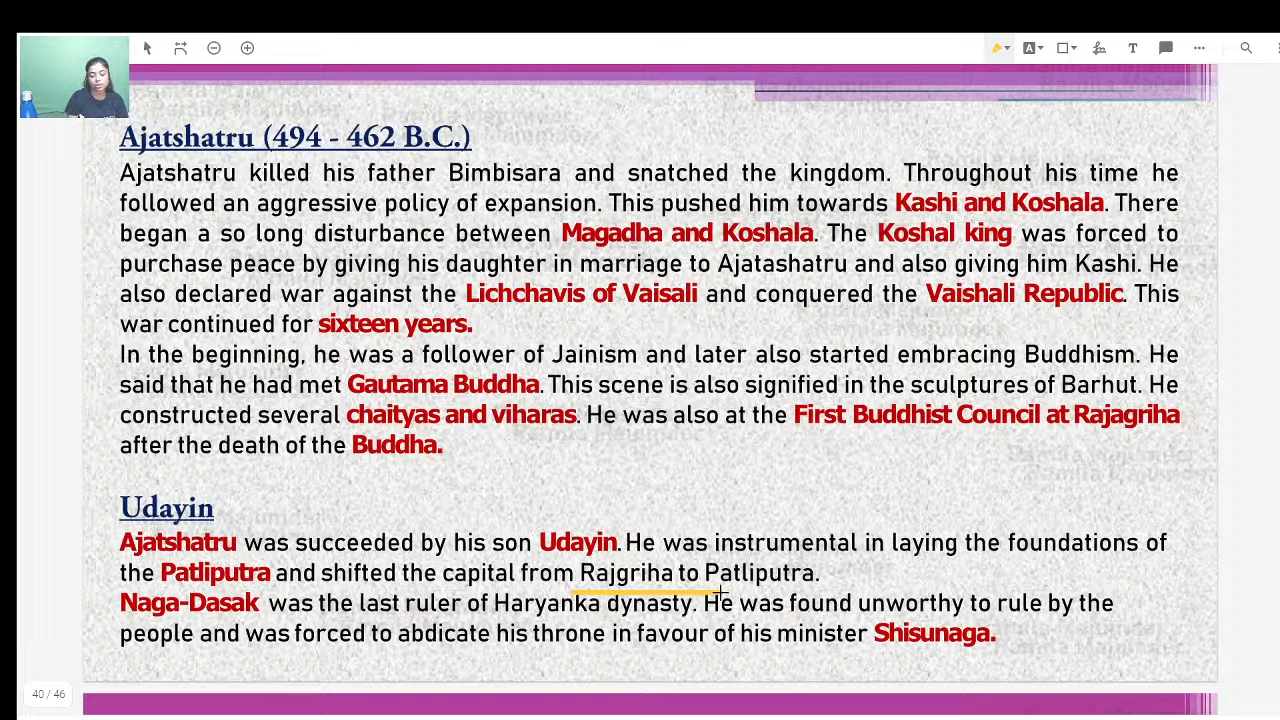 Ajatshatru (494 - 462 B.C.)
Ajatshatru killed his father Bimbisara and snatched the kingdom. Throughout his time he
followed an aggressive policy of expansion. This pushed him towards Kashi and Koshala. There
began a so long disturbance between Magadha and Koshala. The Koshal king was forced to
purchase peace by giving his daughter in marriage to Ajatashatru and also giving him Kashi. He
also declared war against the Lichchavis of Vaisali and conquered the Vaishali Republic. This
war continued for sixteen years.
In the beginning, he was a follower of Jainism and later also started embracing Buddhism. He
said that he had met Gautama Buddha. This scene is also signified in the sculptures of Barhut. He
constructed several chaityas and viharas. He was also at the First Buddhist Council at Rajagriha
after the death of the Buddha.
Udayin
Ajatshatru was succeeded by his son Udayin. He was instrumental in laying the foundations of
the Patliputra and shifted the capital from Rajgriha to Patliputra.
Naga-Dasak was the last ruler of Haryanka dynasty. He was found unworthy to rule by the
people and was forced to abdicate his throne in favour of his minister Shisunaga.
40 / 46